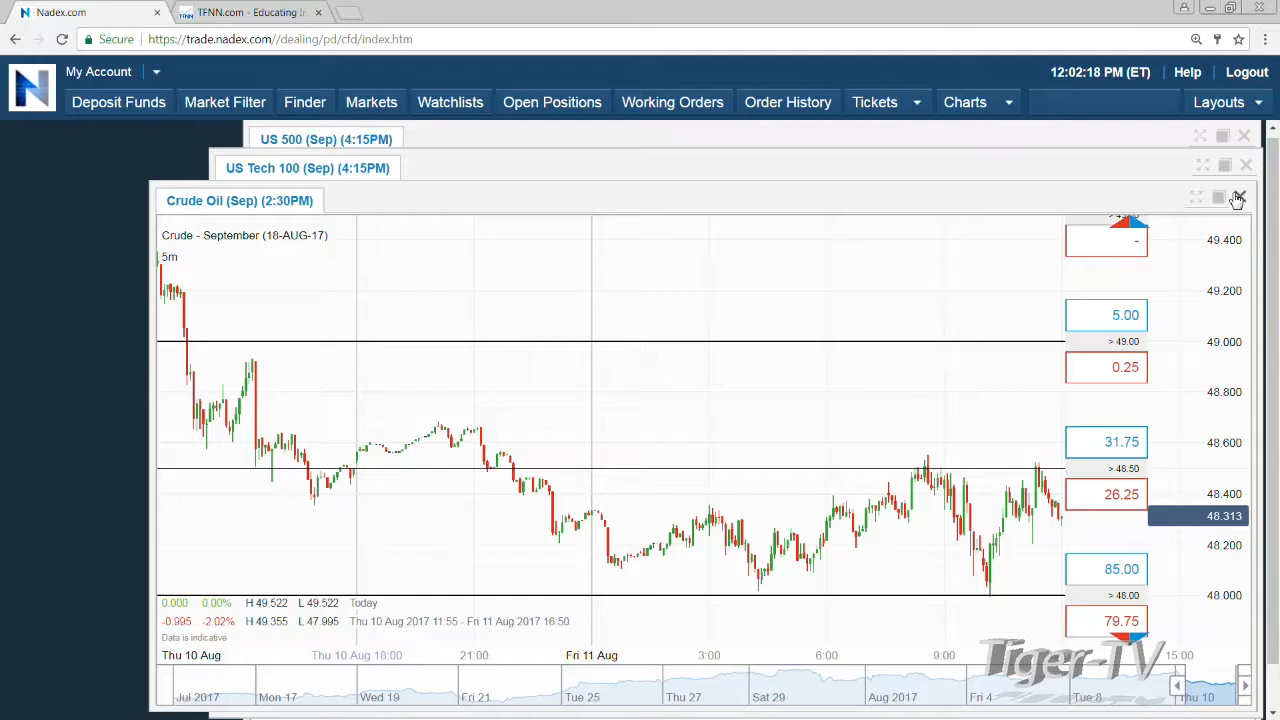 Nadex.com
TFNN.com - Educating In
Secure
https://trade.nadex.com//dealing/pd/cfd/index.htm
My Account
12:02:18 PM (ET)
Help
Logout
Deposit Funds
Market Filter
Finder
Markets
Watchlists
Open Positions
Working Orders
Order History
Tickets
Charts
Layouts
US 500 (Sep) (4:15PM)
US Tech 100 (Sep) (4:15PM)
Crude Oil (Sep) (2:30PM)
Crude - September (18-AUG-17)
5m
-
49.400
49.200
5.00
> 49.00
49.000
0.25
48.800
31.75
48.600
> 48.50
26.25
48.400
48.313
48.200
85.00
> 48.00
48.000
79.75
0.000 0.00% H 49.522 L 49.522 Today
-0.995 -2.02% H 49.355 L 47.995 Thu 10 Aug 2017 11:55 - Fri 11 Aug 2017 16:50
Data is indicative
Thu 10 Aug
Thu 10 Aug 18:00
21:00
Fri 11 Aug
3:00
6:00
9:00
15:00
Tiger-TV
Jul 2017
Mon 17
Wed 19
Fri 21
Tue 25
Thu 27
Sat 29
Aug 2017
Fri 4
Tue 8
Thu 10